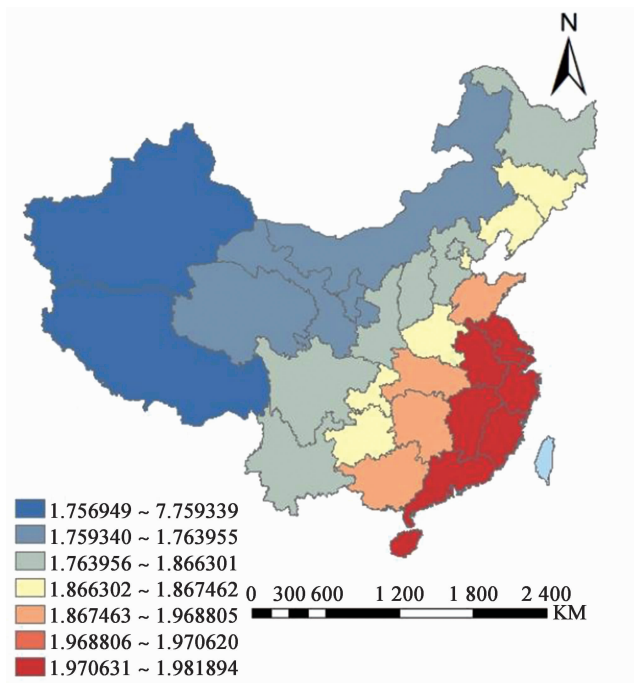 N
1.756949 ~ 7.759339
1.759340 ~ 1.763955
1.763956 ~ 1.866301
1.866302 ~ 1.867462
1.867463 ~ 1.968805
1.968806 ~ 1.970620
1.970631 ~ 1.981894
0 300 600 1 200 1 800 2 400
KM